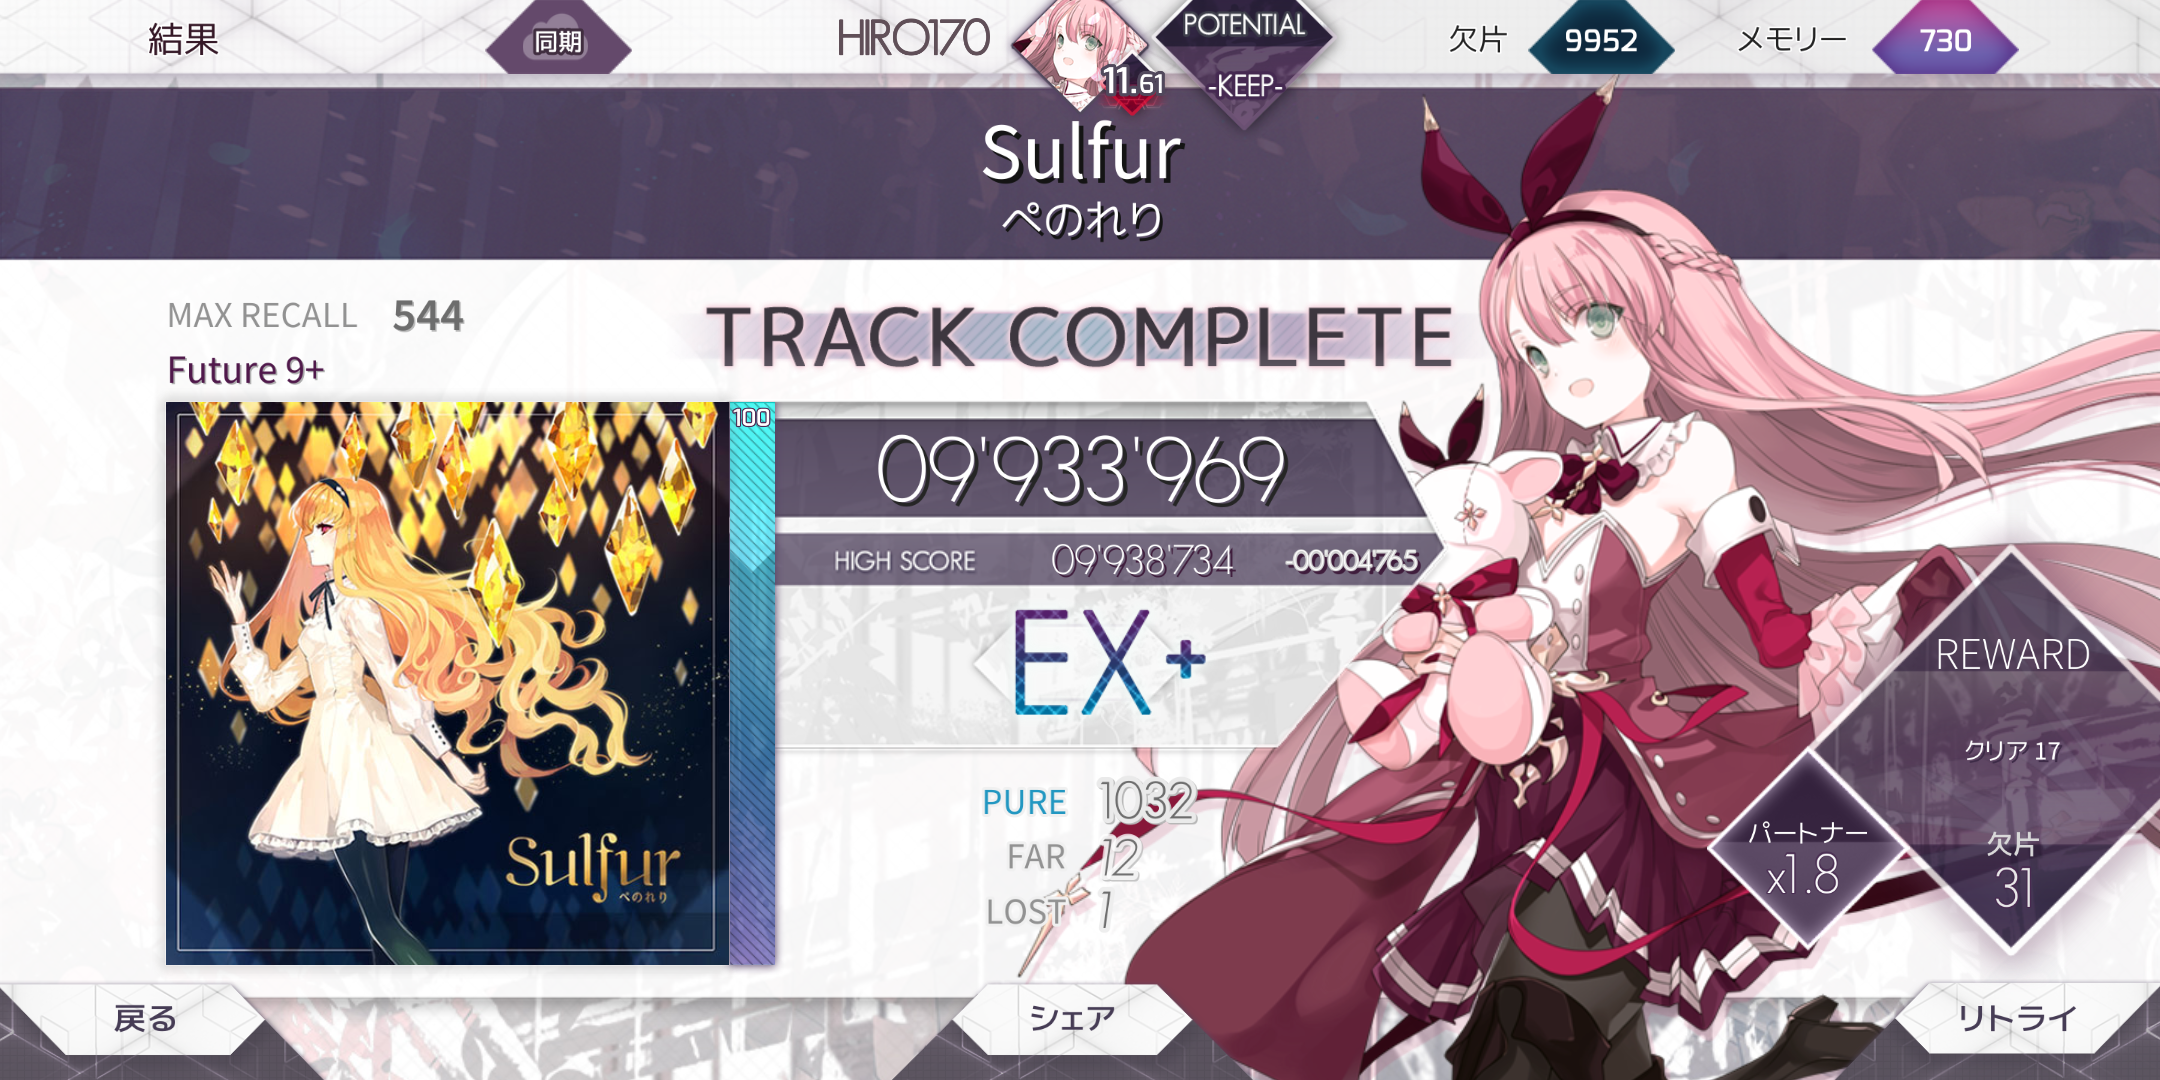 結果
同期
HIRO170
11.61
POTENTIAL
-KEEP-
欠片
9952
メモリー
730
Sulfur
ぺのれり
MAX RECALL 544
Future 9+
TRACK COMPLETE
100
09'933'969
HIGH SCORE 09'938'734 -00'004'765
EX+
Sulfur
ぺのれり
PURE 1032
FAR 12
LOST 1
REWARD
クリア 17
パートナー
x1.8
欠片
31
戻る
シェア
リトライ